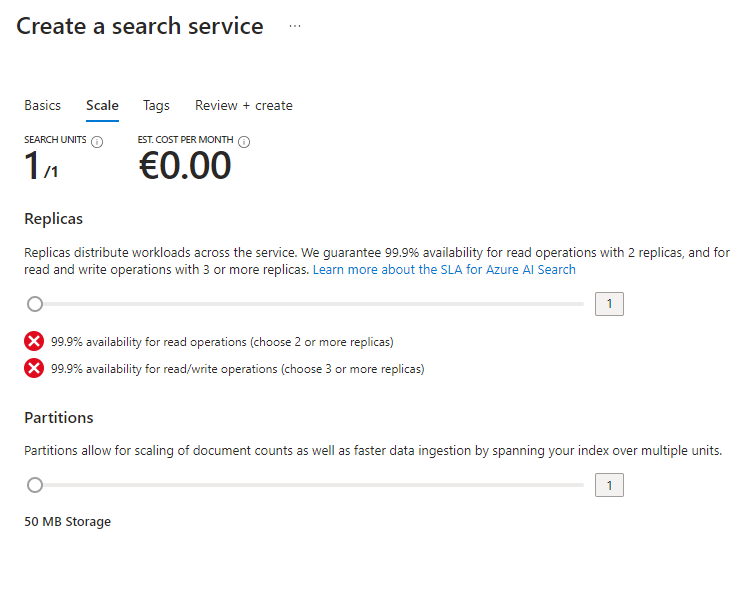 Create a search service ...
Basics Scale Tags Review + create
SEARCH UNITS EST. COST PER MONTH
1/1 €0.00
Replicas
Replicas distribute workloads across the service. We guarantee 99.9% availability for read operations with 2 replicas, and for
read and write operations with 3 or more replicas. Learn more about the SLA for Azure AI Search
1
99.9% availability for read operations (choose 2 or more replicas)
99.9% availability for read/write operations (choose 3 or more replicas)
Partitions
Partitions allow for scaling of document counts as well as faster data ingestion by spanning your index over multiple units.
1
50 MB Storage